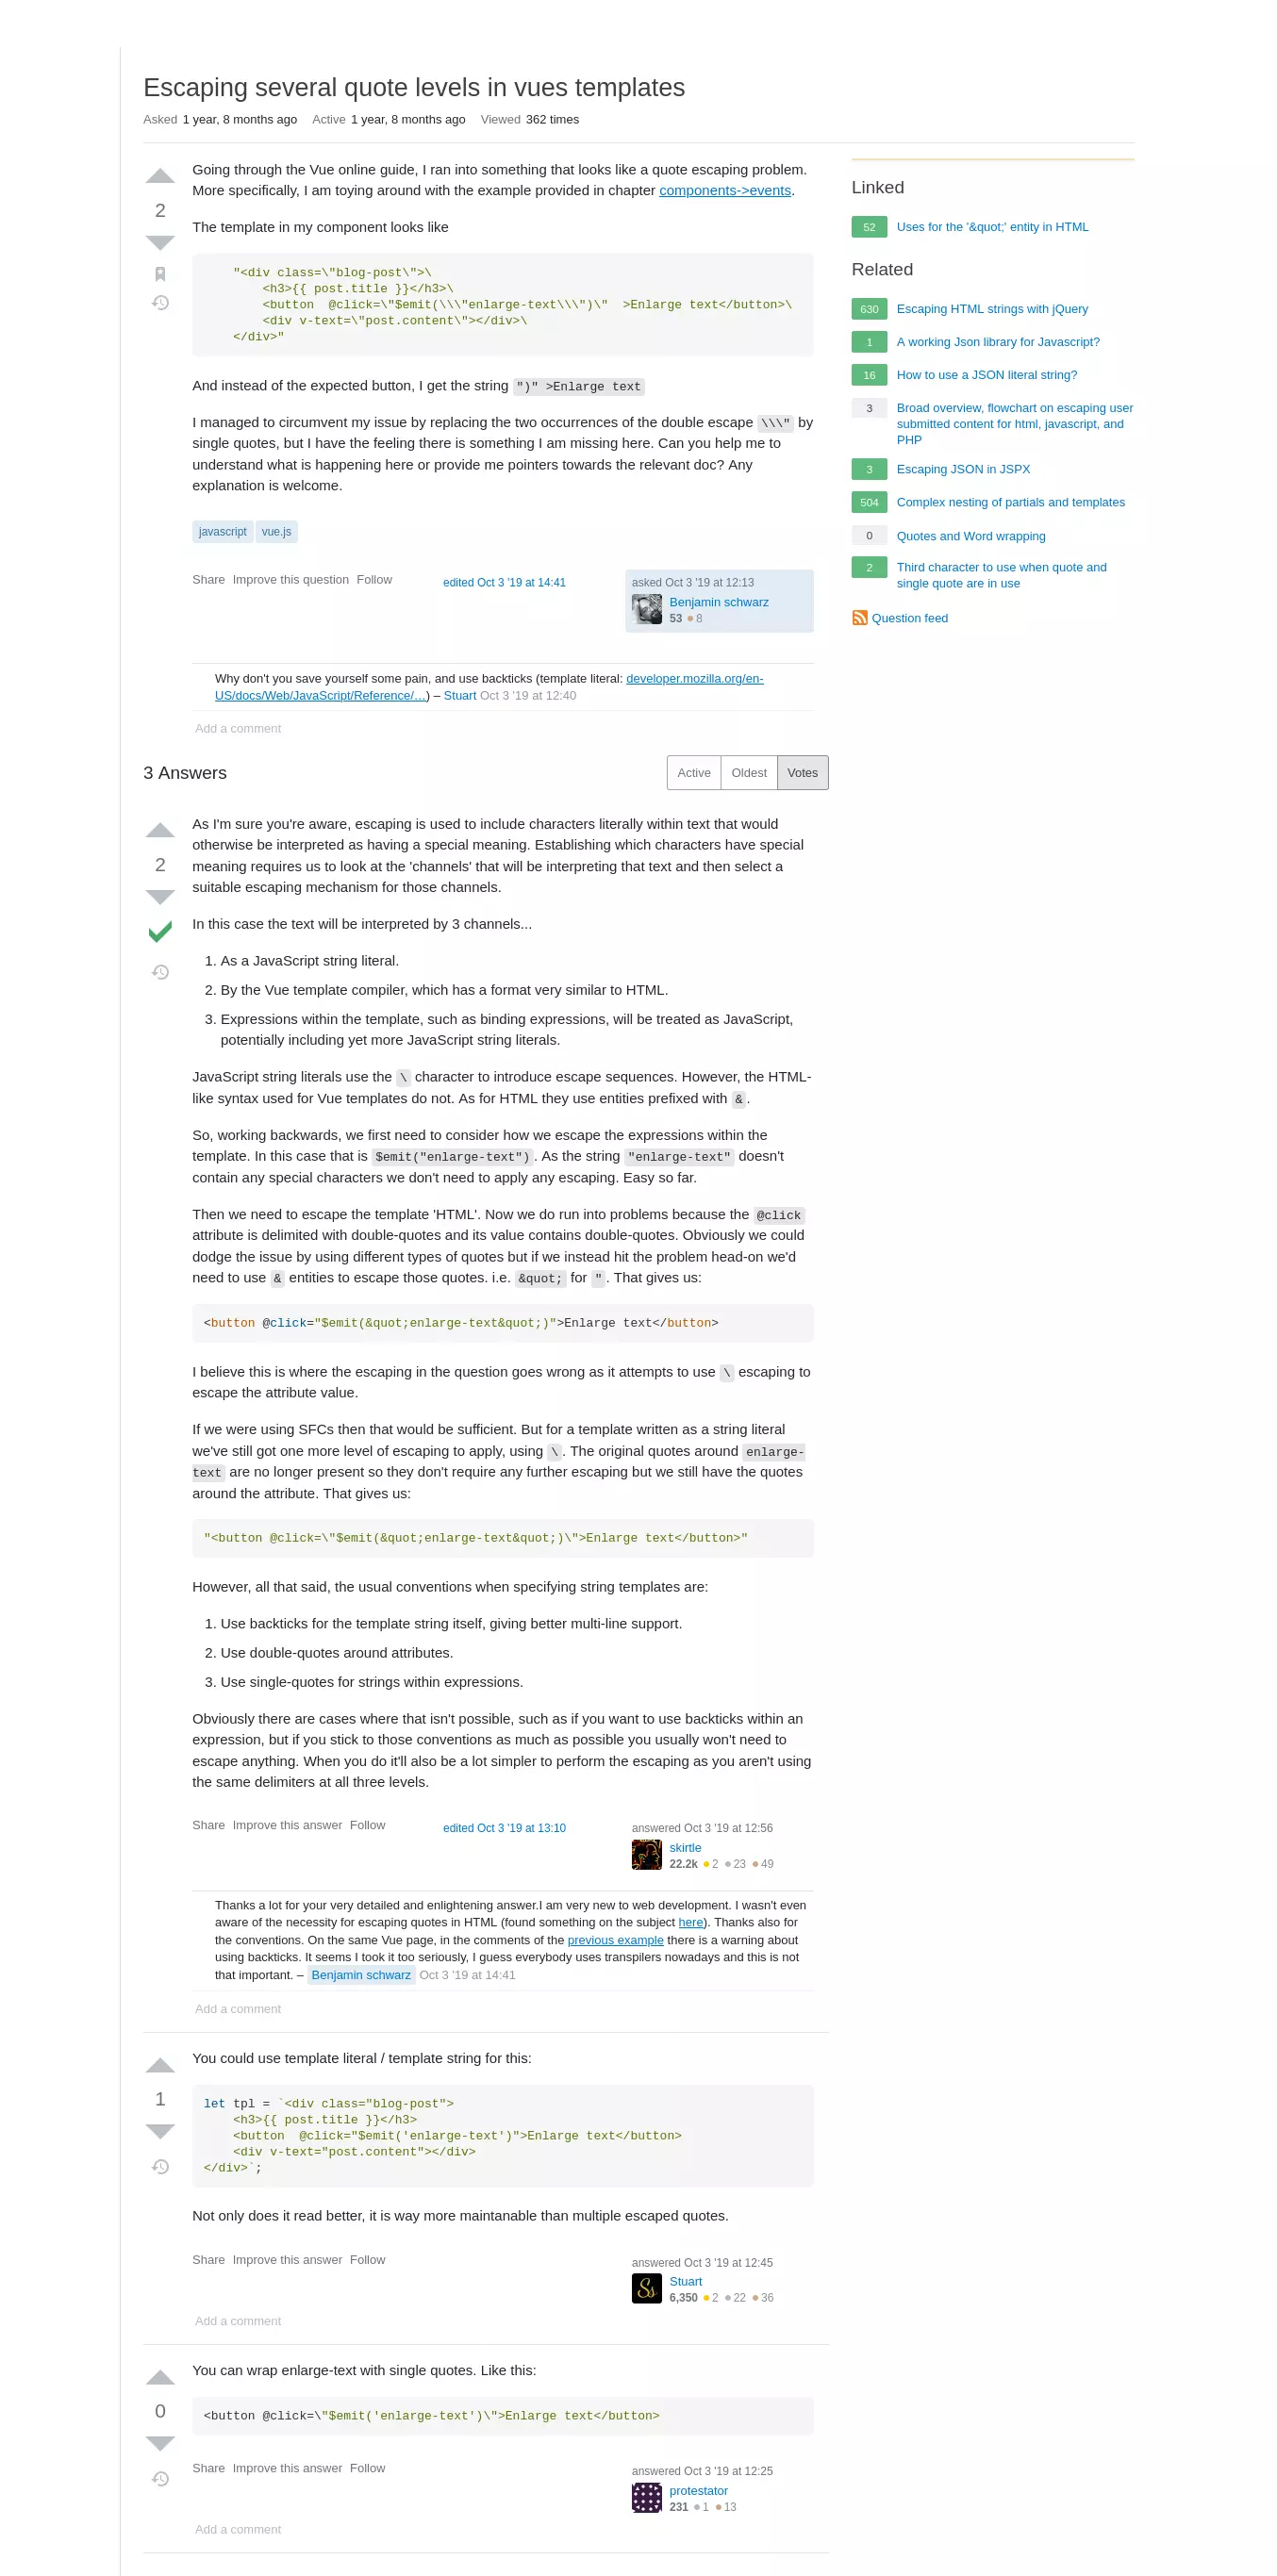 Escaping several quote levels in vues templates
Asked 1 year, 8 months ago Active 1 year, 8 months ago Viewed 362 times
2
Going through the Vue online guide, I ran into something that looks like a quote escaping problem.
More specifically, I am toying around with the example provided in chapter components->events.
The template in my component looks like
"<div class=\"blog-post\">\
<h3>{{ post.title }}</h3>\
<button  @click=\"$emit(\\\"enlarge-text\\\")\"  >Enlarge text</button>\
<div v-text=\"post.content\"></div>\
</div>"
And instead of the expected button, I get the string ")" >Enlarge text
I managed to circumvent my issue by replacing the two occurrences of the double escape \\\" by
single quotes, but I have the feeling there is something I am missing here. Can you help me to
understand what is happening here or provide me pointers towards the relevant doc? Any
explanation is welcome.
javascript vue.js
Share Improve this question Follow
edited Oct 3 '19 at 14:41
asked Oct 3 '19 at 12:13
Benjamin schwarz
53 8
Why don't you save yourself some pain, and use backticks (template literal: developer.mozilla.org/en-
US/docs/Web/JavaScript/Reference/…) – Stuart Oct 3 '19 at 12:40
Add a comment
Linked
52 Uses for the '&quot;' entity in HTML
Related
630 Escaping HTML strings with jQuery
1 A working Json library for Javascript?
16 How to use a JSON literal string?
3 Broad overview, flowchart on escaping user
submitted content for html, javascript, and
PHP
3 Escaping JSON in JSPX
504 Complex nesting of partials and templates
0 Quotes and Word wrapping
2 Third character to use when quote and
single quote are in use
Question feed
3 Answers
Active Oldest Votes
2
As I'm sure you're aware, escaping is used to include characters literally within text that would
otherwise be interpreted as having a special meaning. Establishing which characters have special
meaning requires us to look at the 'channels' that will be interpreting that text and then select a
suitable escaping mechanism for those channels.
In this case the text will be interpreted by 3 channels...
1. As a JavaScript string literal.
2. By the Vue template compiler, which has a format very similar to HTML.
3. Expressions within the template, such as binding expressions, will be treated as JavaScript,
potentially including yet more JavaScript string literals.
JavaScript string literals use the \ character to introduce escape sequences. However, the HTML-
like syntax used for Vue templates do not. As for HTML they use entities prefixed with &.
So, working backwards, we first need to consider how we escape the expressions within the
template. In this case that is $emit("enlarge-text"). As the string "enlarge-text" doesn't
contain any special characters we don't need to apply any escaping. Easy so far.
Then we need to escape the template 'HTML'. Now we do run into problems because the @click
attribute is delimited with double-quotes and its value contains double-quotes. Obviously we could
dodge the issue by using different types of quotes but if we instead hit the problem head-on we'd
need to use & entities to escape those quotes. i.e. &quot; for ". That gives us:
<button @click="$emit(&quot;enlarge-text&quot;)">Enlarge text</button>
I believe this is where the escaping in the question goes wrong as it attempts to use \ escaping to
escape the attribute value.
If we were using SFCs then that would be sufficient. But for a template written as a string literal
we've still got one more level of escaping to apply, using \. The original quotes around enlarge-
text are no longer present so they don't require any further escaping but we still have the quotes
around the attribute. That gives us:
"<button @click=\"$emit(&quot;enlarge-text&quot;)\">Enlarge text</button>"
However, all that said, the usual conventions when specifying string templates are:
1. Use backticks for the template string itself, giving better multi-line support.
2. Use double-quotes around attributes.
3. Use single-quotes for strings within expressions.
Obviously there are cases where that isn't possible, such as if you want to use backticks within an
expression, but if you stick to those conventions as much as possible you usually won't need to
escape anything. When you do it'll also be a lot simpler to perform the escaping as you aren't using
the same delimiters at all three levels.
Share Improve this answer Follow
edited Oct 3 '19 at 13:10
answered Oct 3 '19 at 12:56
skirtle
22.2k 2 23 49
Thanks a lot for your very detailed and enlightening answer.I am very new to web development. I wasn't even
aware of the necessity for escaping quotes in HTML (found something on the subject here). Thanks also for
the conventions. On the same Vue page, in the comments of the previous example there is a warning about
using backticks. It seems I took it too seriously, I guess everybody uses transpilers nowadays and this is not
that important. – Benjamin schwarz Oct 3 '19 at 14:41
Add a comment
1
You could use template literal / template string for this:
let tpl = `<div class="blog-post">
<h3>{{ post.title }}</h3>
<button  @click="$emit('enlarge-text')">Enlarge text</button>
<div v-text="post.content"></div>
</div>`;
Not only does it read better, it is way more maintanable than multiple escaped quotes.
Share Improve this answer Follow
answered Oct 3 '19 at 12:45
Ss
Stuart
6,350 2 22 36
Add a comment
0
You can wrap enlarge-text with single quotes. Like this:
<button @click=\"$emit('enlarge-text')\">Enlarge text</button>
Share Improve this answer Follow
answered Oct 3 '19 at 12:25
protestator
231 1 13
Add a comment